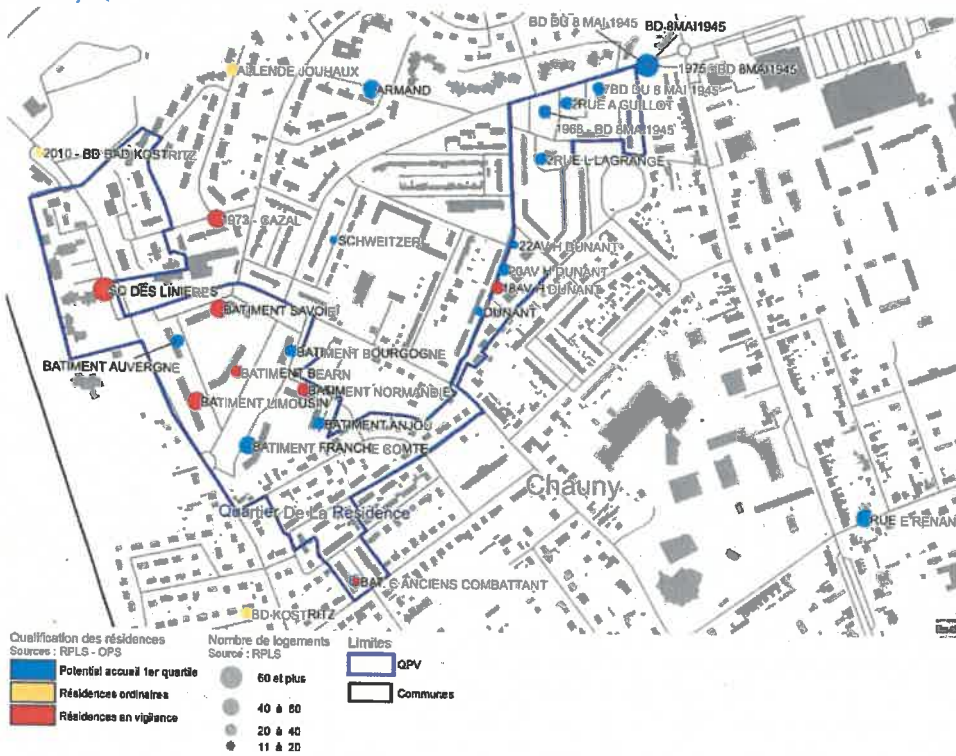 BD DU 8 MAI 1945
BD 8MAI1945
ALLENDE JOUHAUX
1975 - BD 8MAI1945
ARMAND
7BD DU 8 MAI 1945
2RUE A GUILLOT
1968 - BD 8MAI1945
2010 - BD BAD KOSTRITZ
2RUE L LAGRANGE
1973 - CAZAL
SCHWEITZER
22AV H DUNANT
20AV H DUNANT
18AV H DUNANT
SQ DES LINIERES
BATIMENT SAVOIE
DUNANT
BATIMENT BOURGOGNE
BATIMENT AUVERGNE
BATIMENT BEARN
BATIMENT NORMANDIE
BATIMENT LIMOUSIN
BATIMENT ANJOU
BATIMENT FRANCHE COMTE
Chauny
Quartier De La Résidence
RUE E RENAN
BAT. 6 ANCIENS COMBATTANT
BD KOSTRITZ
Qualification des résidences
Sources : RPLS - OPS
Potentiel accueil 1er quartile
Résidences ordinaires
Résidences en vigilance
Nombre de logements
Source : RPLS
60 et plus
40 à 60
20 à 40
11 à 20
Limites
QPV
Communes